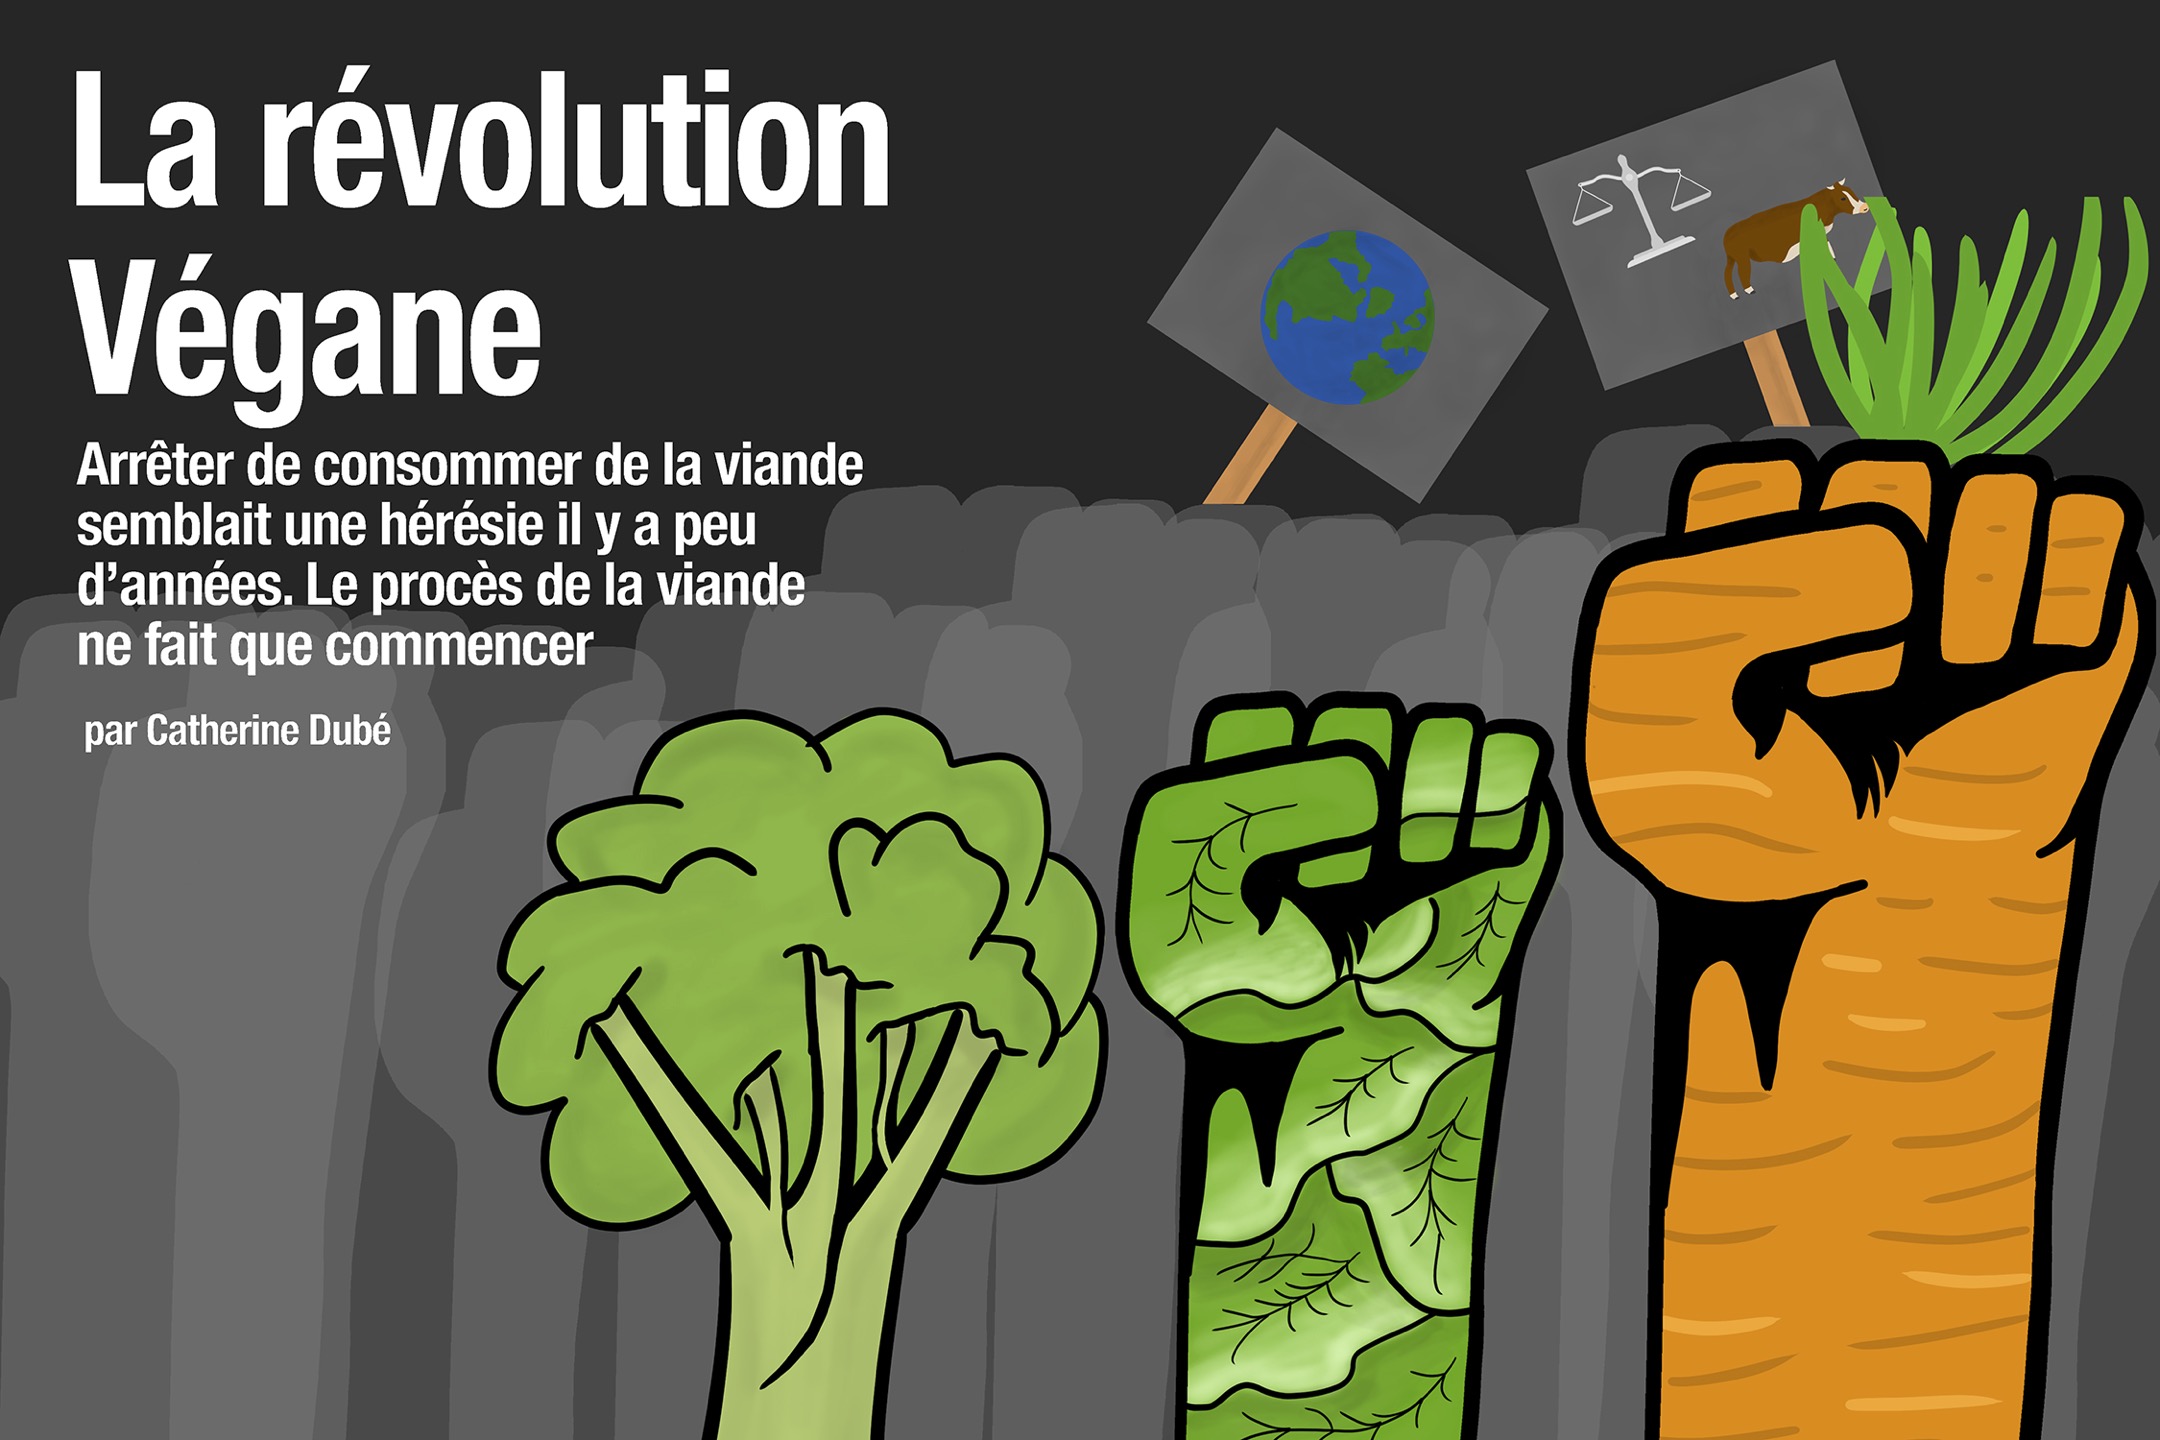 La révolution
Végane
Arrêter de consommer de la viande
semblait une hérésie il y a peu
d’années. Le procès de la viande
ne fait que commencer
par Catherine Dubé